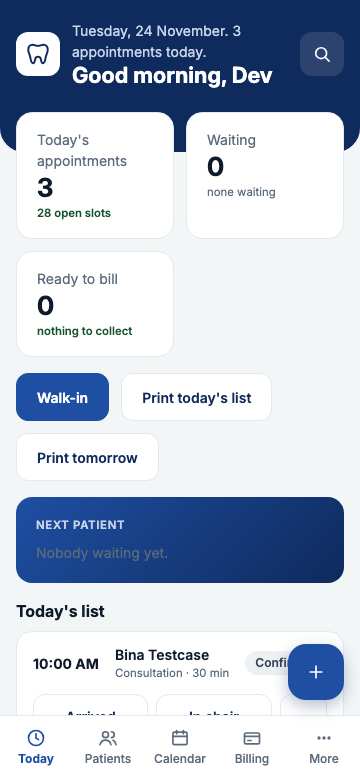 Tuesday, 24 November. 3
appointments today.
Good morning, Dev
Today's
appointments
3
28 open slots
Waiting
0
none waiting
Ready to bill
0
nothing to collect
Walk-in
Print today's list
Print tomorrow
NEXT PATIENT
Nobody waiting yet.
Today's list
10:00 AM
Bina Testcase
Consultation · 30 min
Today
Patients
Calendar
Billing
More